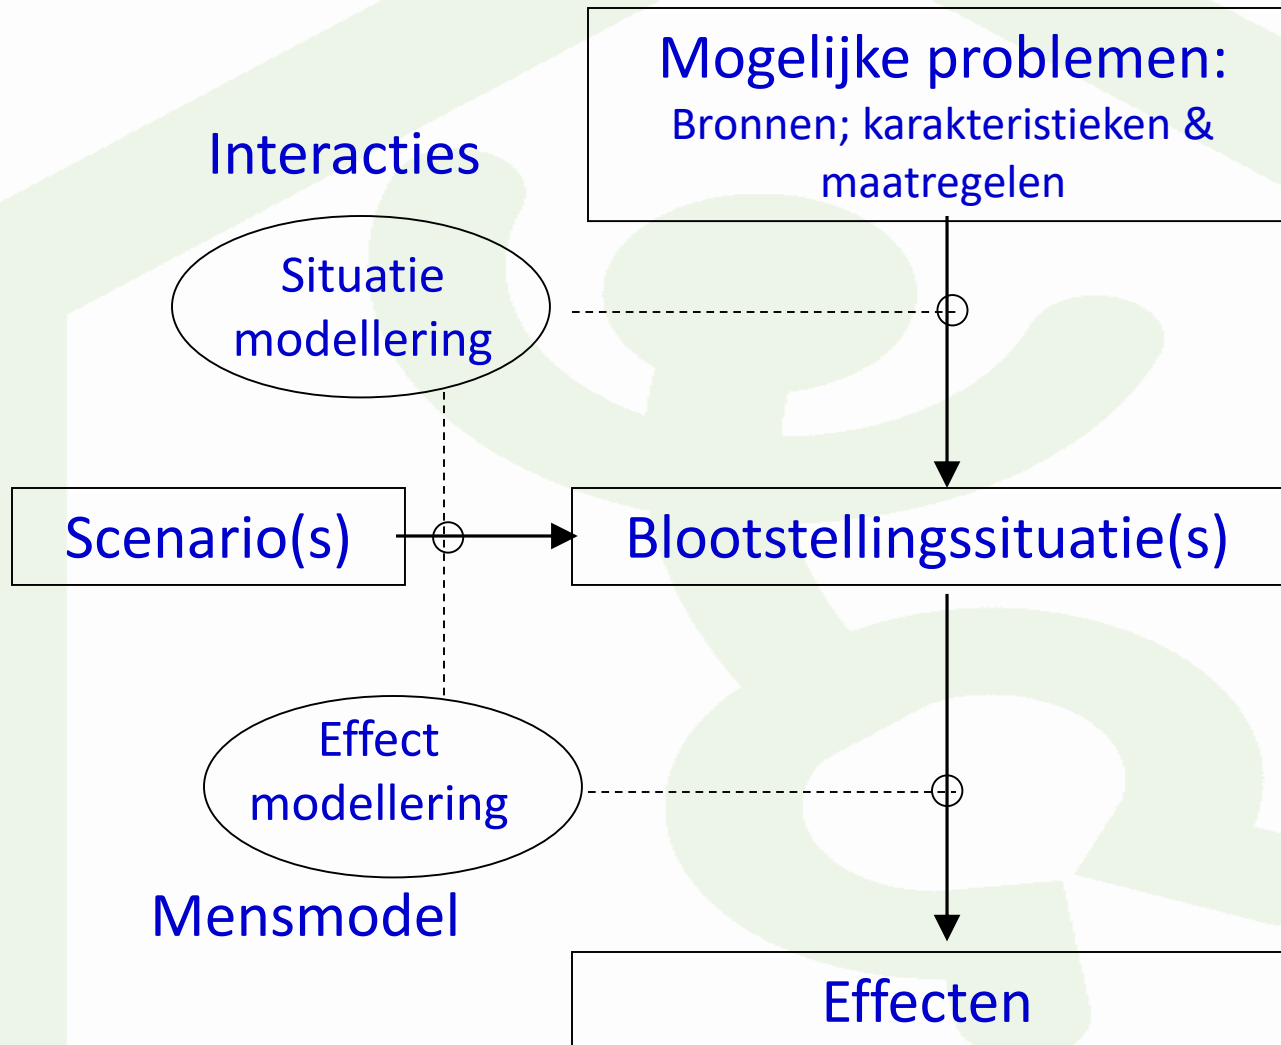 Mogelijke problemen:
Bronnen; karakteristieken &
maatregelen
Interacties
Situatie
modellering
Scenario(s)
Blootstellingssituatie(s)
Effect
modellering
Mensmodel
Effecten